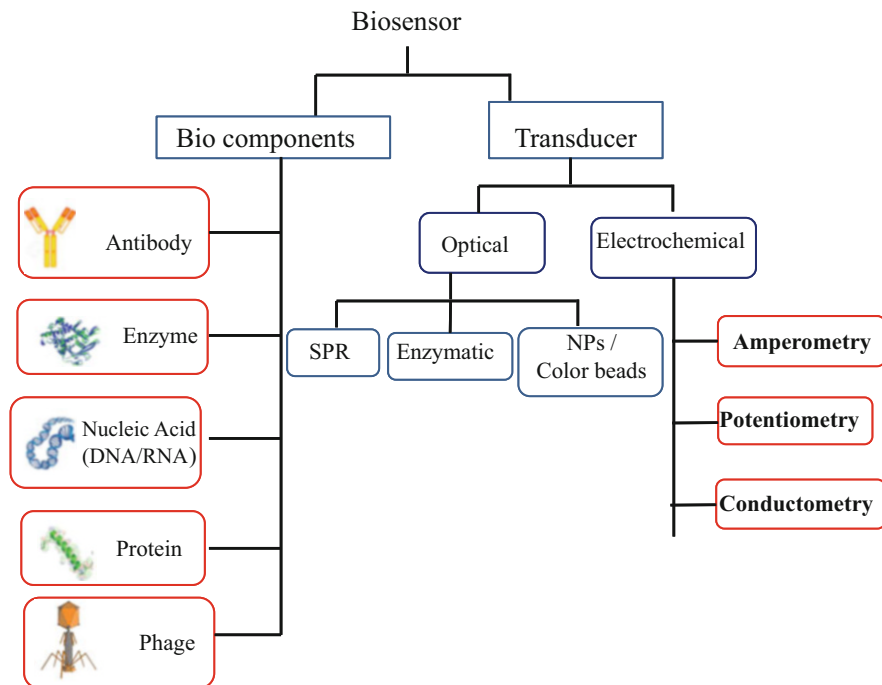 Biosensor
Bio components
Transducer
Antibody
Enzyme
Nucleic Acid
(DNA/RNA)
Protein
Phage
Optical
Electrochemical
SPR
Enzymatic
NPs /
Color beads
Amperometry
Potentiometry
Conductometry